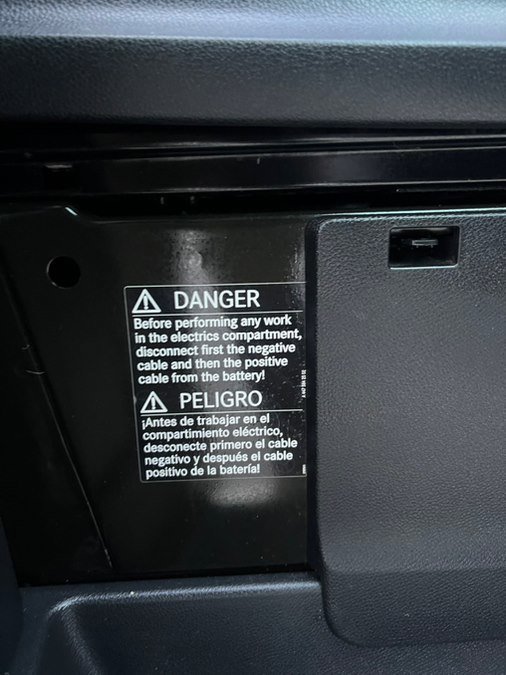 DANGER
Before performing any work
in the electrics compartment,
disconnect first the negative
cable and then the positive
cable from the battery!
PELIGRO
¡Antes de trabajar en el
compartimiento eléctrico,
desconecte primero el cable
negativo y después el cable
positivo de la batería!